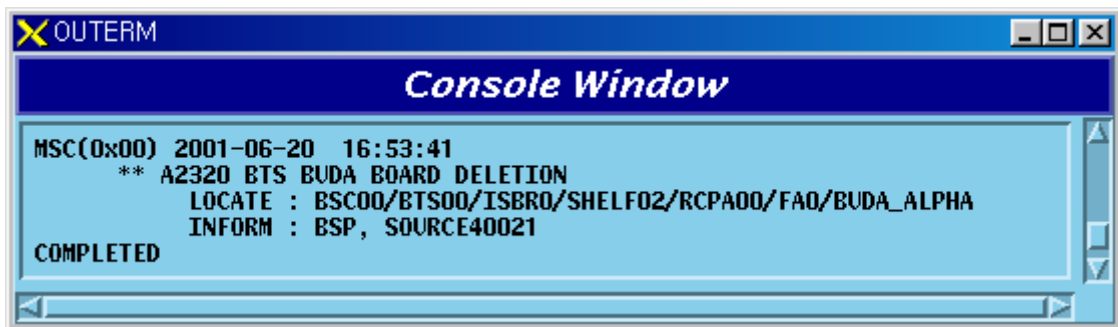 OUTERM
Console Window
MSC(0x00) 2001-06-20 16:53:41
** A2320 BTS BUDA BOARD DELETION
LOCATE : BSC00/BTS00/ISBR0/SHELF02/RCPA00/FA0/BUDA_ALPHA
INFORM : BSP, SOURCE40021
COMPLETED